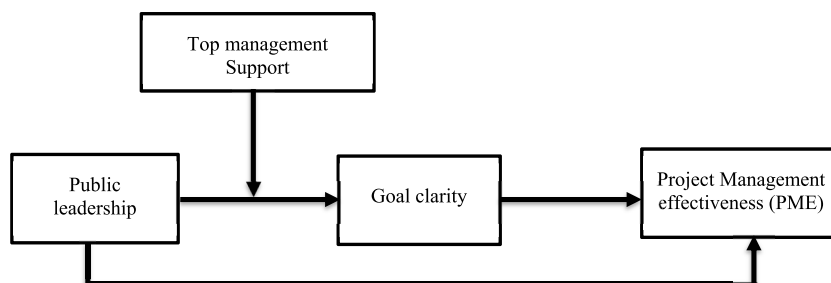 Top management
Support
Public
leadership
Goal clarity
Project Management
effectiveness (PME)